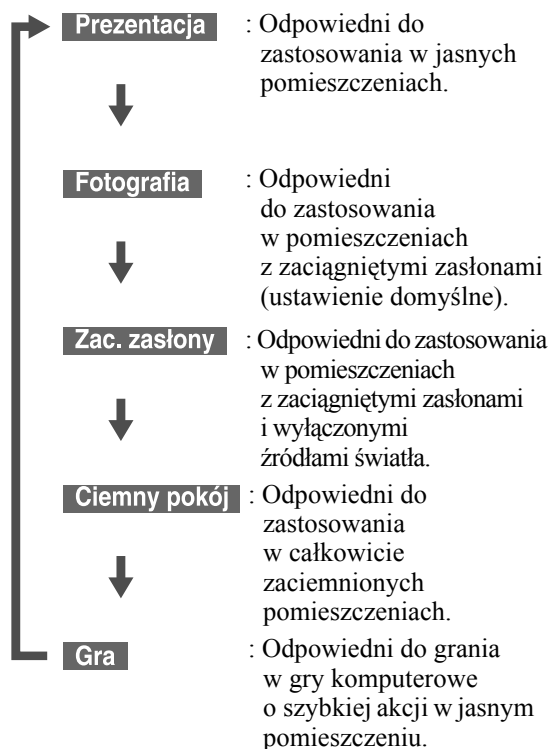 Prezentacja : Odpowiedni do
zastosowania w jasnych
pomieszczeniach.
Fotografia : Odpowiedni
do zastosowania
w pomieszczeniach
z zaciągniętymi zasłonami
(ustawienie domyślne).
Zac. zasłony : Odpowiedni do zastosowania
w pomieszczeniach
z zaciągniętymi zasłonami
i wyłączonymi
źródłami światła.
Ciemny pokój : Odpowiedni do
zastosowania
w całkowicie
zaciemnionych
pomieszczeniach.
Gra : Odpowiedni do grania
w gry komputerowe
o szybkiej akcji w jasnym
pomieszczeniu.